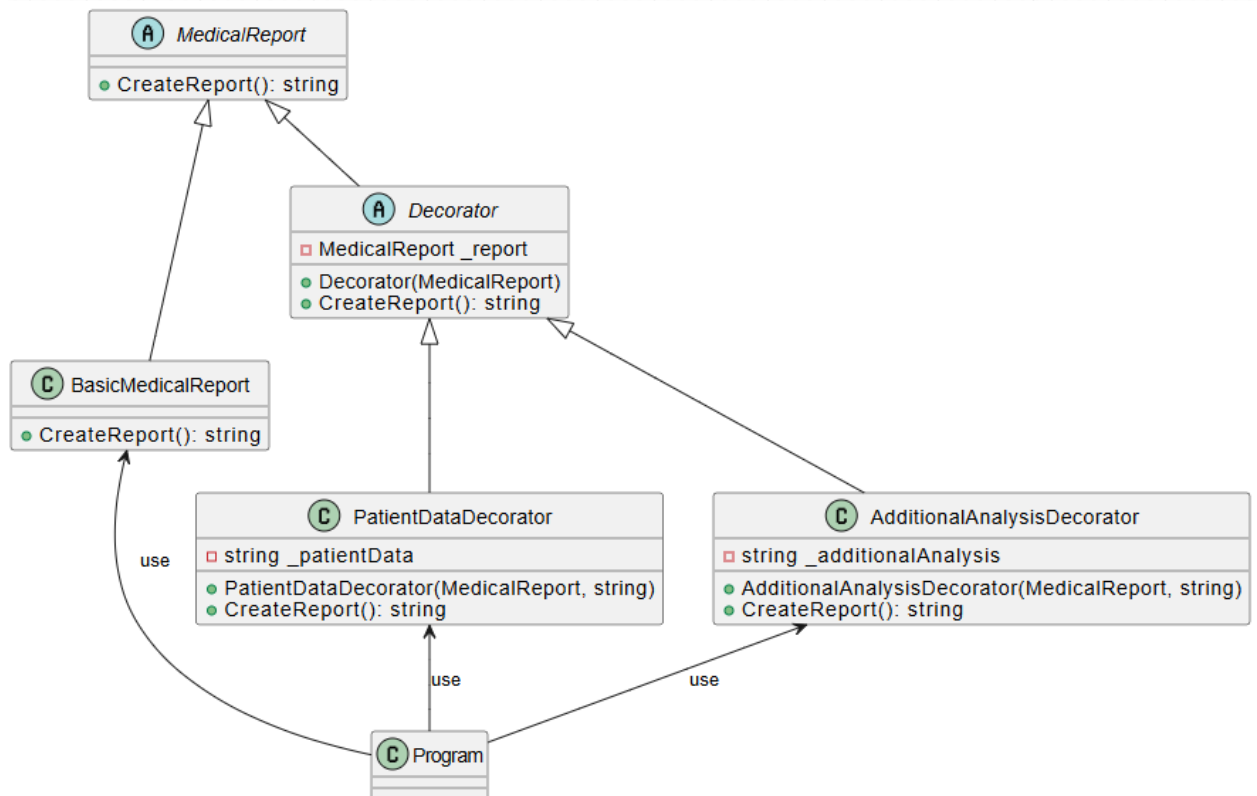 A MedicalReport
CreateReport(): string
A Decorator
MedicalReport _report
Decorator(MedicalReport)
CreateReport(): string
C BasicMedicalReport
CreateReport(): string
C PatientDataDecorator
string _patientData
PatientDataDecorator(MedicalReport, string)
CreateReport(): string
C AdditionalAnalysisDecorator
string _additionalAnalysis
AdditionalAnalysisDecorator(MedicalReport, string)
CreateReport(): string
use
use
use
C Program